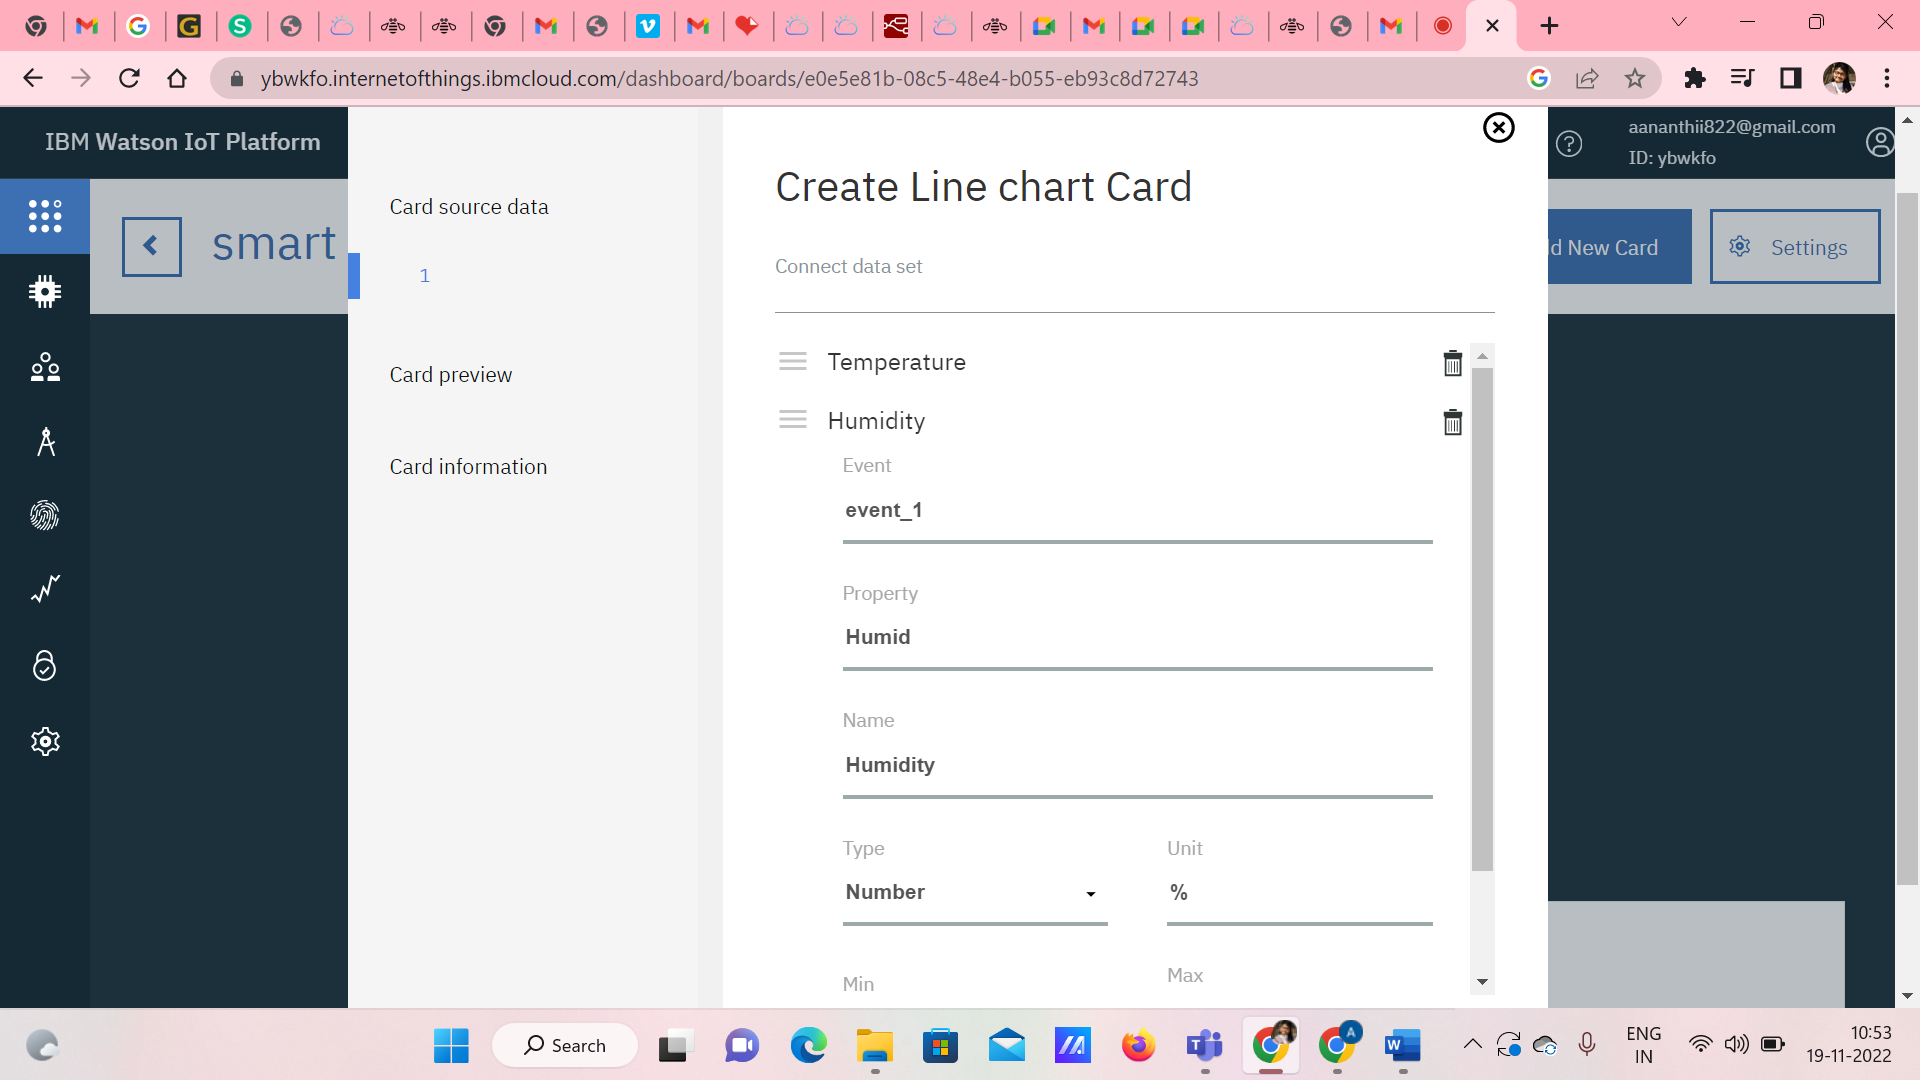 ybwkfo.internetofthings.ibmcloud.com/dashboard/boards/e0e5e81b-08c5-48e4-b055-eb93c8d72743
IBM Watson IoT Platform
aananthii822@gmail.com
ID: ybwkfo
smart
d New Card
Settings
Card source data
1
Card preview
Card information
Create Line chart Card
Connect data set
Temperature
Humidity
Event
event_1
Property
Humid
Name
Humidity
Type
Unit
Number
%
Min
Max
Search
ENG
IN
10:53
19-11-2022